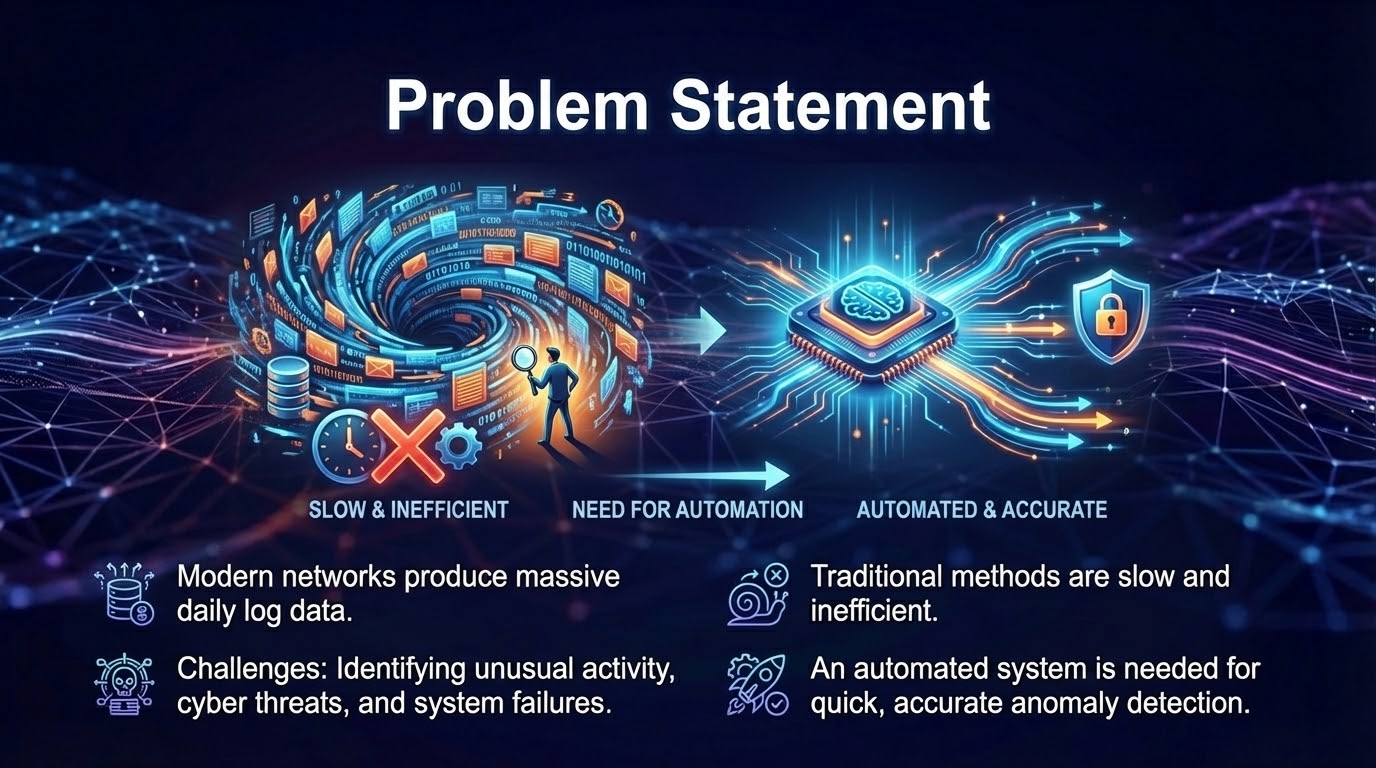 Problem Statement
SLOW & INEFFICIENT
NEED FOR AUTOMATION
AUTOMATED & ACCURATE
Modern networks produce massive
daily log data.
Challenges: Identifying unusual activity,
cyber threats, and system failures.
Traditional methods are slow and
inefficient.
An automated system is needed for
quick, accurate anomaly detection.